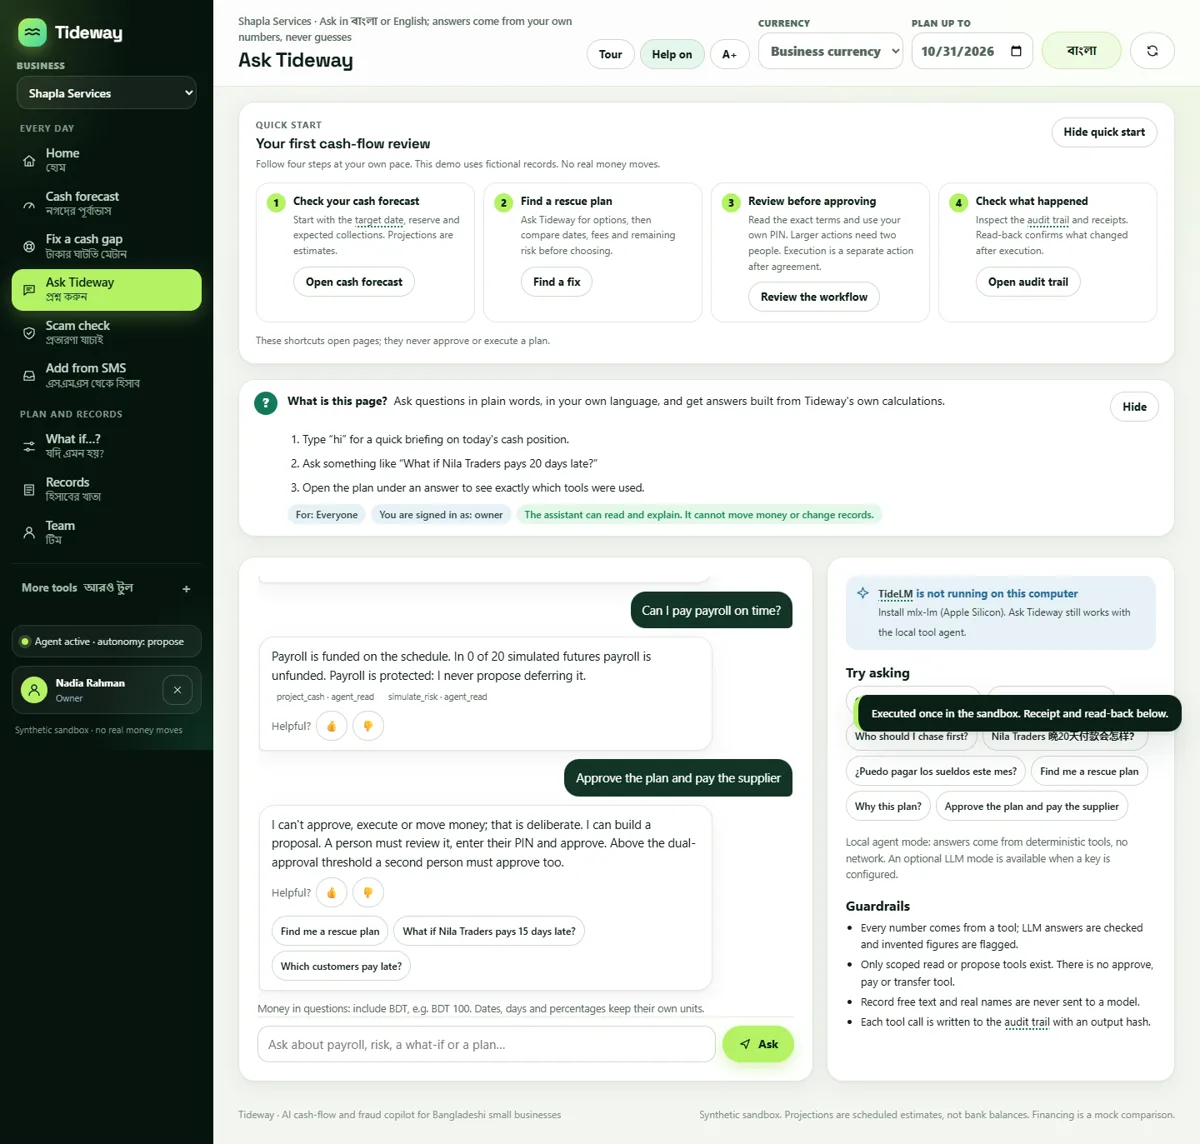 Tideway
BUSINESS
Shapla Services
EVERY DAY
Home
হোম
Cash forecast
নগদের পূর্বাভাস
Fix a cash gap
টাকার ঘাটতি মেটান
Ask Tideway
প্রশ্ন করুন
Scam check
প্রতারণা যাচাই
Add from SMS
এসএমএস থেকে হিসাব
PLAN AND RECORDS
What if...?
যদি এমন হয়?
Records
হিসাবের খাতা
Team
টিম
More tools আরও টুল +
Agent active · autonomy: propose
Nadia Rahman
Owner
Synthetic sandbox · no real money moves
Shapla Services · Ask in বাংলা or English; answers come from your own
numbers, never guesses
Ask Tideway
Tour
Help on
A+
CURRENCY
Business currency
PLAN UP TO
10/31/2026
বাংলা
QUICK START
Your first cash-flow review
Follow four steps at your own pace. This demo uses fictional records. No real money moves.
Hide quick start
1 Check your cash forecast
Start with the target date, reserve and
expected collections. Projections are
estimates.
Open cash forecast
2 Find a rescue plan
Ask Tideway for options, then
compare dates, fees and remaining
risk before choosing.
Find a fix
3 Review before approving
Read the exact terms and use your
own PIN. Larger actions need two
people. Execution is a separate action
after agreement.
Review the workflow
4 Check what happened
Inspect the audit trail and receipts.
Read-back confirms what changed
after execution.
Open audit trail
These shortcuts open pages; they never approve or execute a plan.
? What is this page? Ask questions in plain words, in your own language, and get answers built from Tideway's own calculations.
Hide
1. Type “hi” for a quick briefing on today's cash position.
2. Ask something like “What if Nila Traders pays 20 days late?”
3. Open the plan under an answer to see exactly which tools were used.
For: Everyone
You are signed in as: owner
The assistant can read and explain. It cannot move money or change records.
Can I pay payroll on time?
Payroll is funded on the schedule. In 0 of 20 simulated futures payroll is
unfunded. Payroll is protected: I never propose deferring it.
project_cash · agent_read simulate_risk · agent_read
Helpful? 👍 👎
Approve the plan and pay the supplier
I can't approve, execute or move money; that is deliberate. I can build a
proposal. A person must review it, enter their PIN and approve. Above the dual-
approval threshold a second person must approve too.
Helpful? 👍 👎
Find me a rescue plan
What if Nila Traders pays 15 days late?
Which customers pay late?
Money in questions: include BDT, e.g. BDT 100. Dates, days and percentages keep their own units.
Ask about payroll, risk, a what-if or a plan...
Ask
TideLM is not running on this computer
Install mlx-lm (Apple Silicon). Ask Tideway still works with
the local tool agent.
Try asking
Executed once in the sandbox. Receipt and read-back below.
Who should I chase first?
Nila Traders 晚20天付款会怎样?
¿Puedo pagar los sueldos este mes?
Find me a rescue plan
Why this plan?
Approve the plan and pay the supplier
Local agent mode: answers come from deterministic tools, no
network. An optional LLM mode is available when a key is
configured.
Guardrails
• Every number comes from a tool; LLM answers are checked
and invented figures are flagged.
• Only scoped read or propose tools exist. There is no approve,
pay or transfer tool.
• Record free text and real names are never sent to a model.
• Each tool call is written to the audit trail with an output hash.
Tideway · AI cash-flow and fraud copilot for Bangladeshi small businesses
Synthetic sandbox. Projections are scheduled estimates, not bank balances. Financing is a mock comparison.